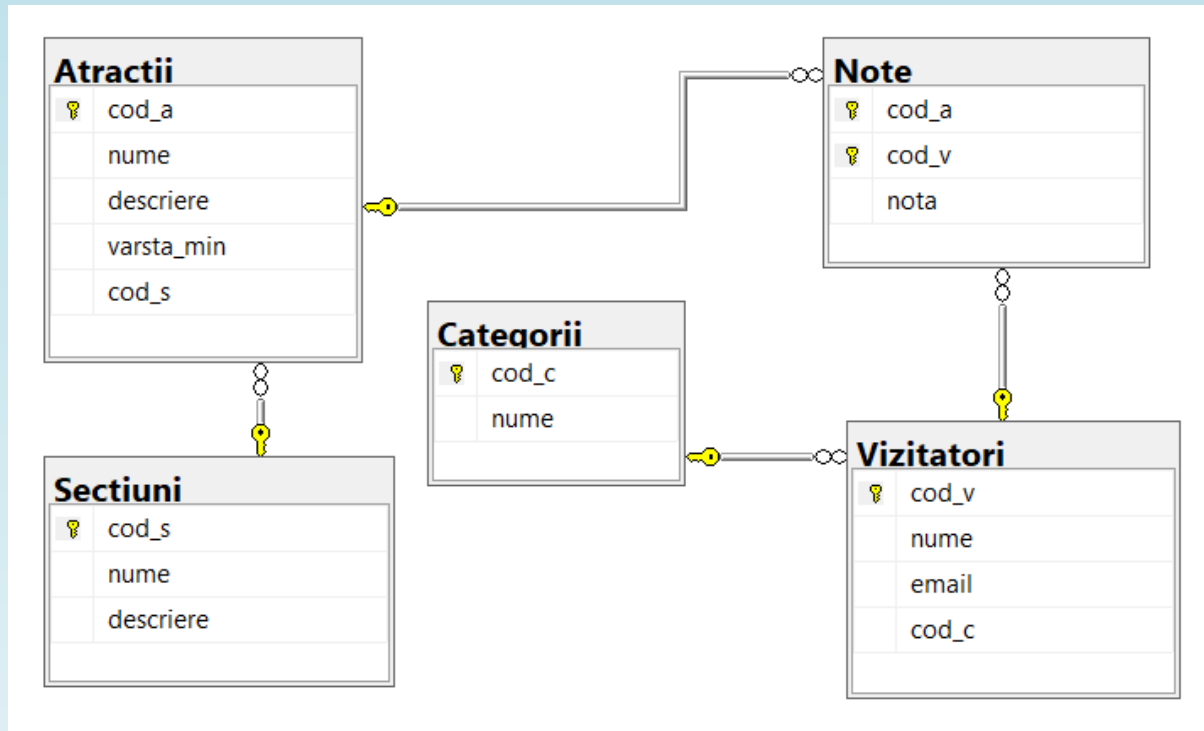 Atractii
cod_a
nume
descriere
varsta_min
cod_s
Note
cod_a
cod_v
nota
Categorii
cod_c
nume
Sectiuni
cod_s
nume
descriere
Vizitatori
cod_v
nume
email
cod_c